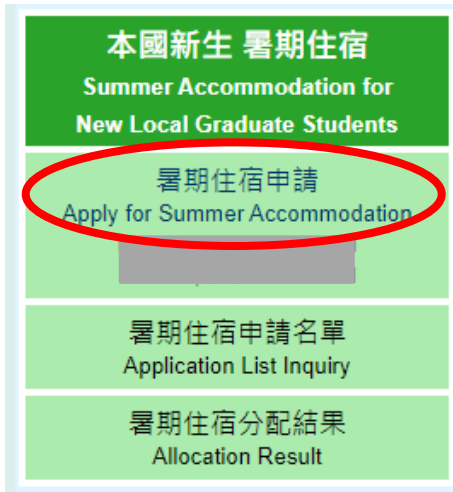 本國新生 暑期住宿
Summer Accommodation for
New Local Graduate Students
暑期住宿申請
Apply for Summer Accommodation
暑期住宿申請名單
Application List Inquiry
暑期住宿分配結果
Allocation Result